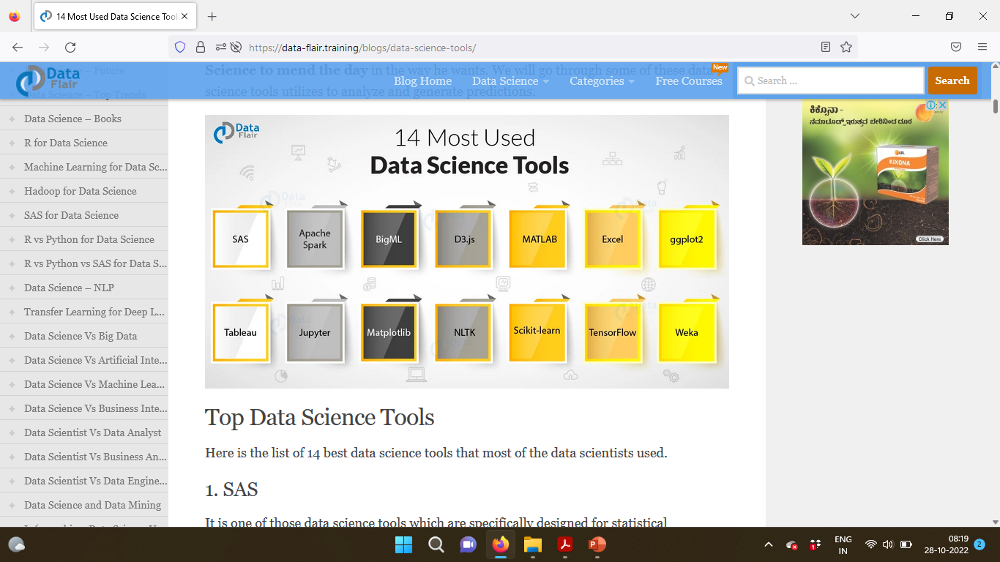 14 Most Used Data Science Tool
https://data-flair.training/blogs/data-science-tools/
Data
Flair
– Future
Data Science – Top Trends
Science to mend the day in the way he wants. We will go through some of these data
science tools utilizes to analyze and generate predictions.
Blog Home
Data Science
Categories
Free Courses
New
Search ...
Search
Data Science – Books
R for Data Science
Machine Learning for Data Sc...
Hadoop for Data Science
SAS for Data Science
R vs Python for Data Science
R vs Python vs SAS for Data S...
Data Science – NLP
Transfer Learning for Deep L...
Data Science Vs Big Data
Data Science Vs Artificial Inte...
Data Science Vs Machine Lea...
Data Science Vs Business Inte...
Data Scientist Vs Data Analyst
Data Scientist Vs Business An...
Data Scientist Vs Data Engine...
Data Science and Data Mining
Data
Flair
14 Most Used
Data Science Tools
SAS
Apache
Spark
BigML
D3.js
MATLAB
Excel
ggplot2
Tableau
Jupyter
Matplotlib
NLTK
Scikit-learn
TensorFlow
Weka
Top Data Science Tools
Here is the list of 14 best data science tools that most of the data scientists used.
1. SAS
It is one of those data science tools which are specifically designed for statistical
ಕಿಕ್ಸೊನಾ -
ನೆಮಾಟೋಡ್ಸ್ ಇರುತ್ತವೆ ಬೇರಿನಿಂದ ದೂರ
UPL
KIXONA
Click Here
ENG
IN
08:19
28-10-2022
2
1